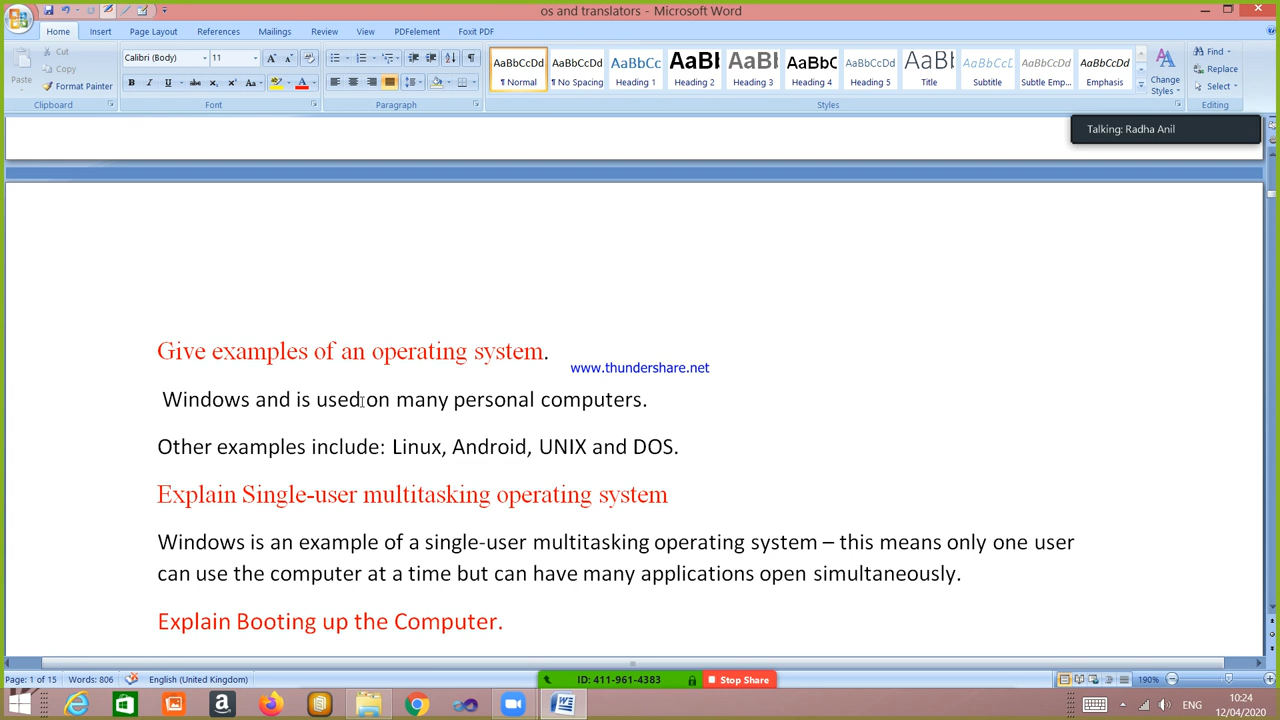 os and translators - Microsoft Word
Home Insert Page Layout References Mailings Review View PDFelement Foxit PDF
Paste
Cut
Copy
Format Painter
Clipboard
Calibri (Body) 11
Font
Paragraph
AaBbCcDd AaBbCcDd AaBbCc AaBbC AaBbCc AaBbC AaBbCc AaB AaBbCcD AaBbCcDd AaBbCcDd
¶ Normal ¶ No Spacing Heading 1 Heading 2 Heading 3 Heading 4 Heading 5 Title Subtitle Subtle Emp... Emphasis
Change Styles
Styles
Find
Replace
Select
Editing
Talking: Radha Anil
Give examples of an operating system.
www.thundershare.net
Windows and is used on many personal computers.
Other examples include: Linux, Android, UNIX and DOS.
Explain Single-user multitasking operating system
Windows is an example of a single-user multitasking operating system – this means only one user
can use the computer at a time but can have many applications open simultaneously.
Explain Booting up the Computer.
Page: 1 of 15 Words: 806 English (United Kingdom)
ID: 411-961-4383 Stop Share
190%
ENG
10:24
12/04/2020